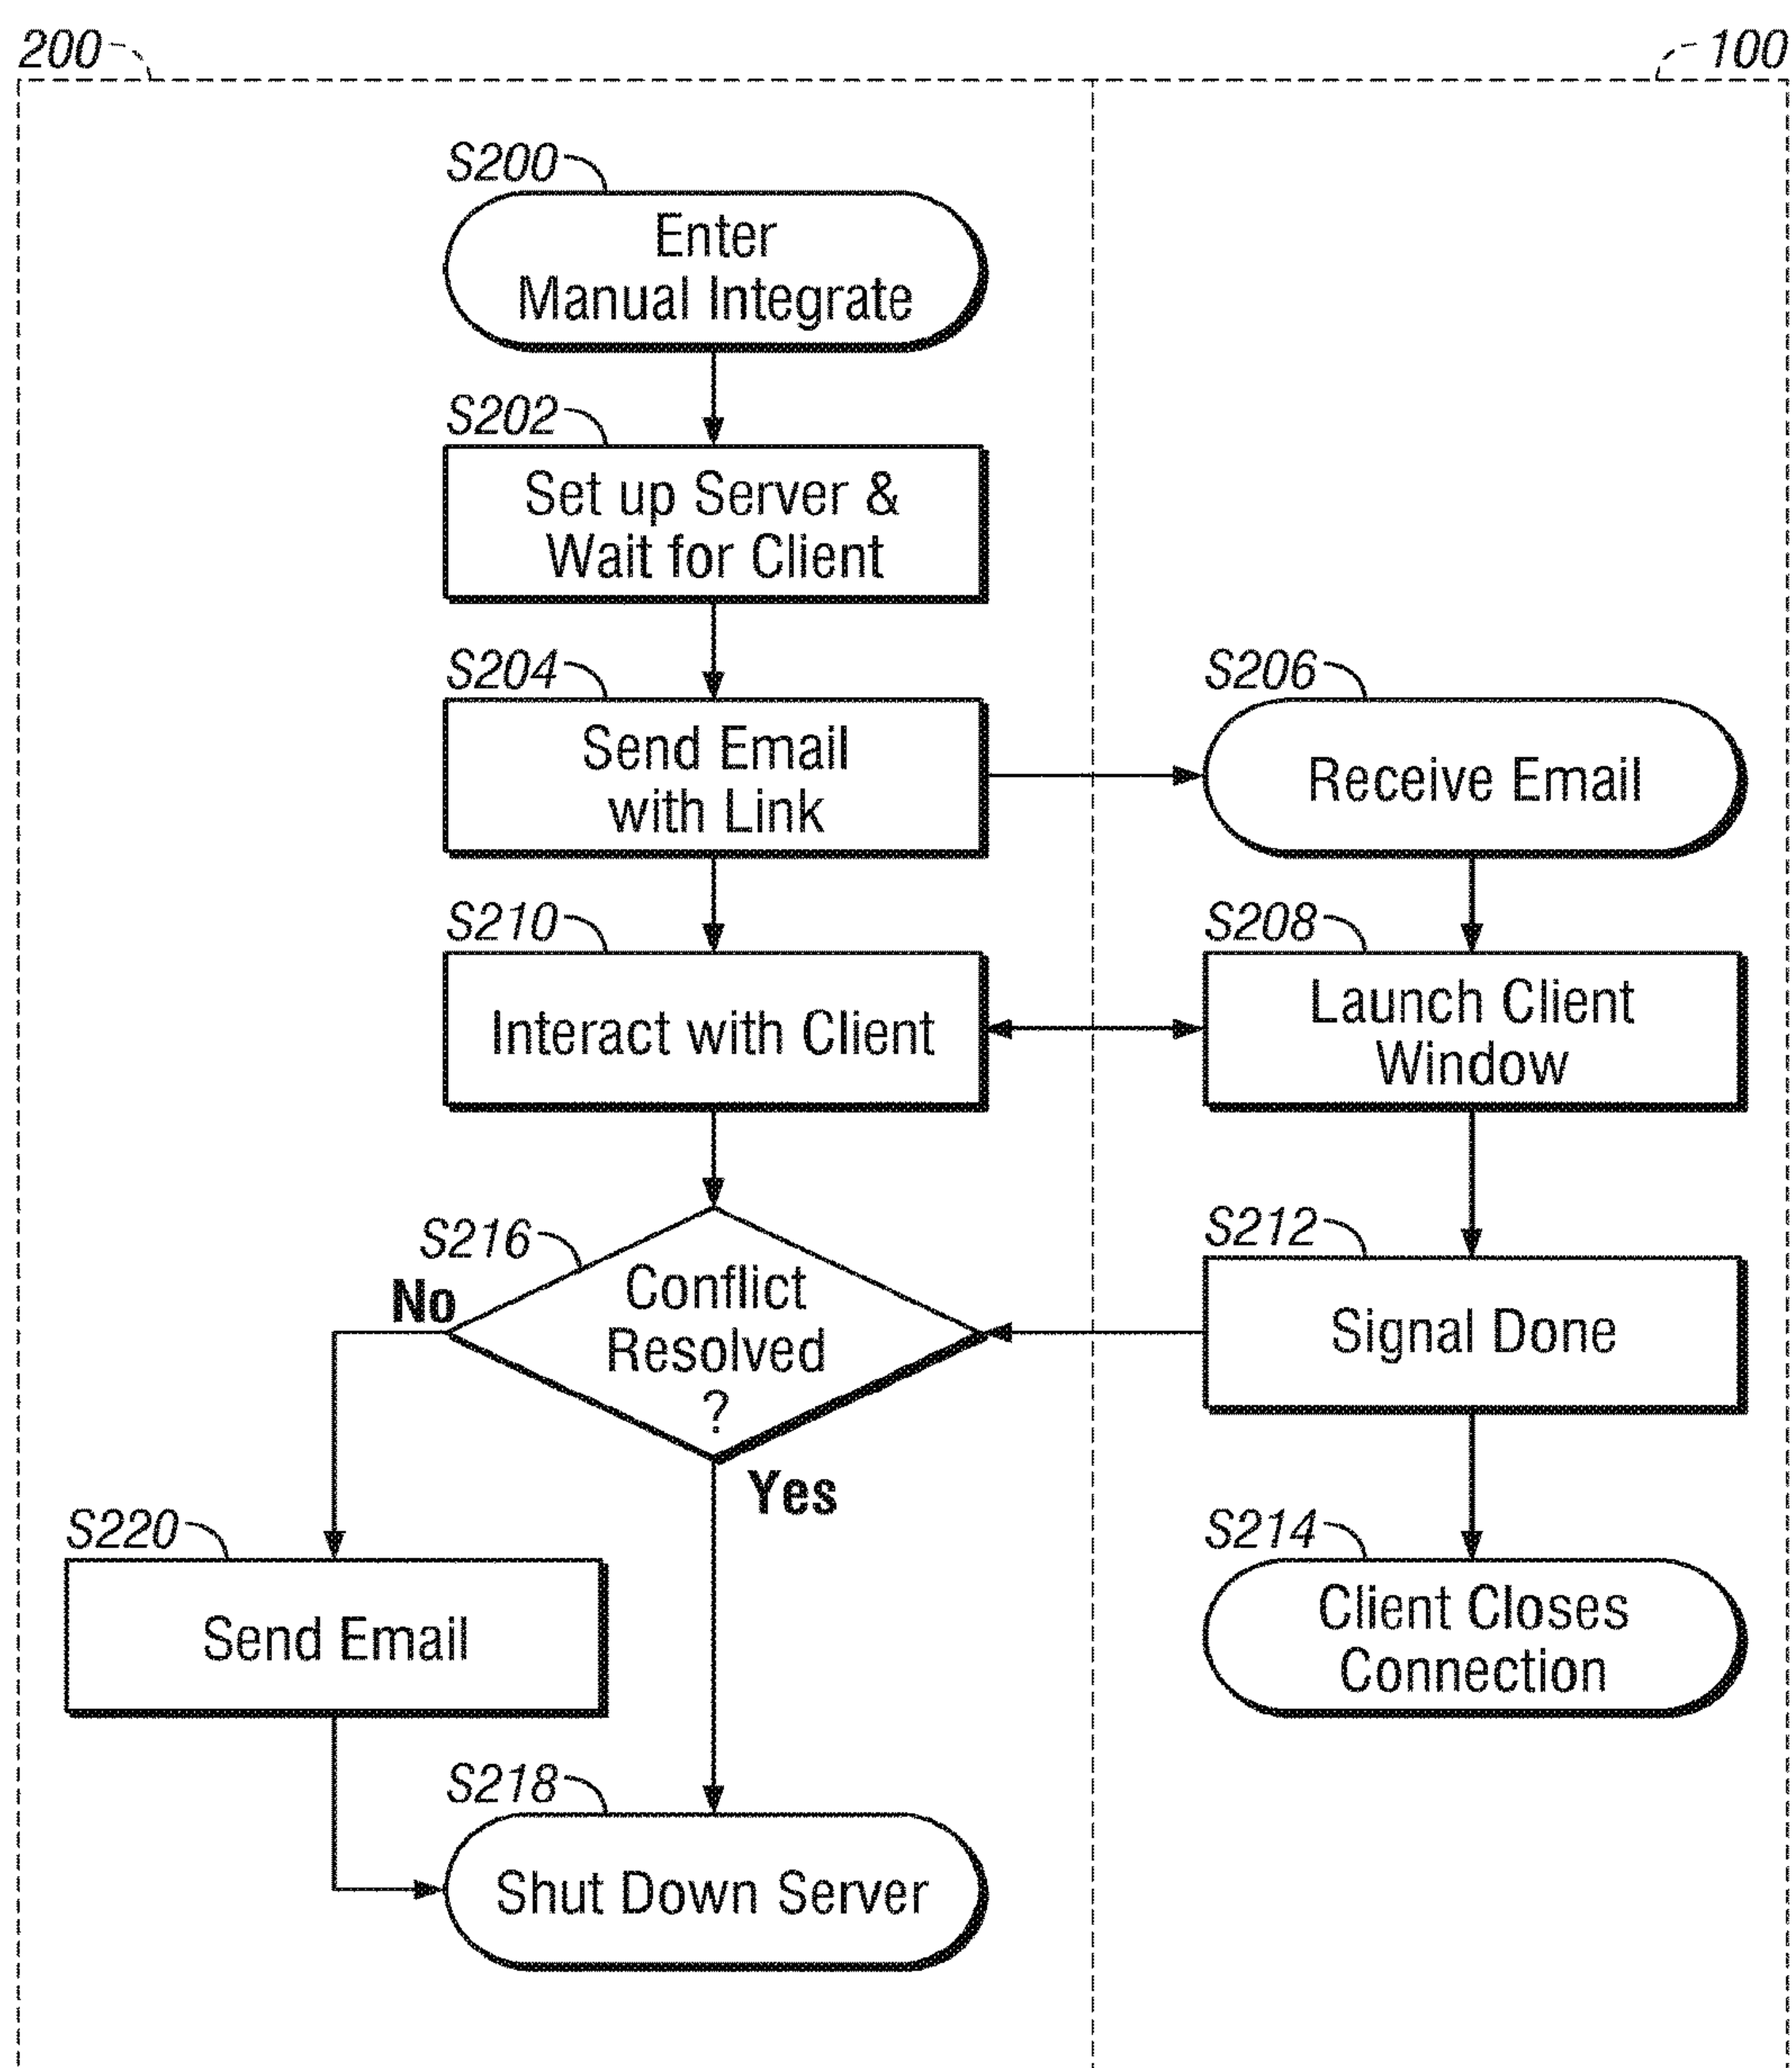 200
100
S200
Enter
Manual Integrate
S202
Set up Server &
Wait for Client
S204
Send Email
with Link
S206
Receive Email
S210
Interact with Client
S208
Launch Client
Window
S216
No
Conflict
Resolved
?
Yes
S212
Signal Done
S220
Send Email
S214
Client Closes
Connection
S218
Shut Down Server